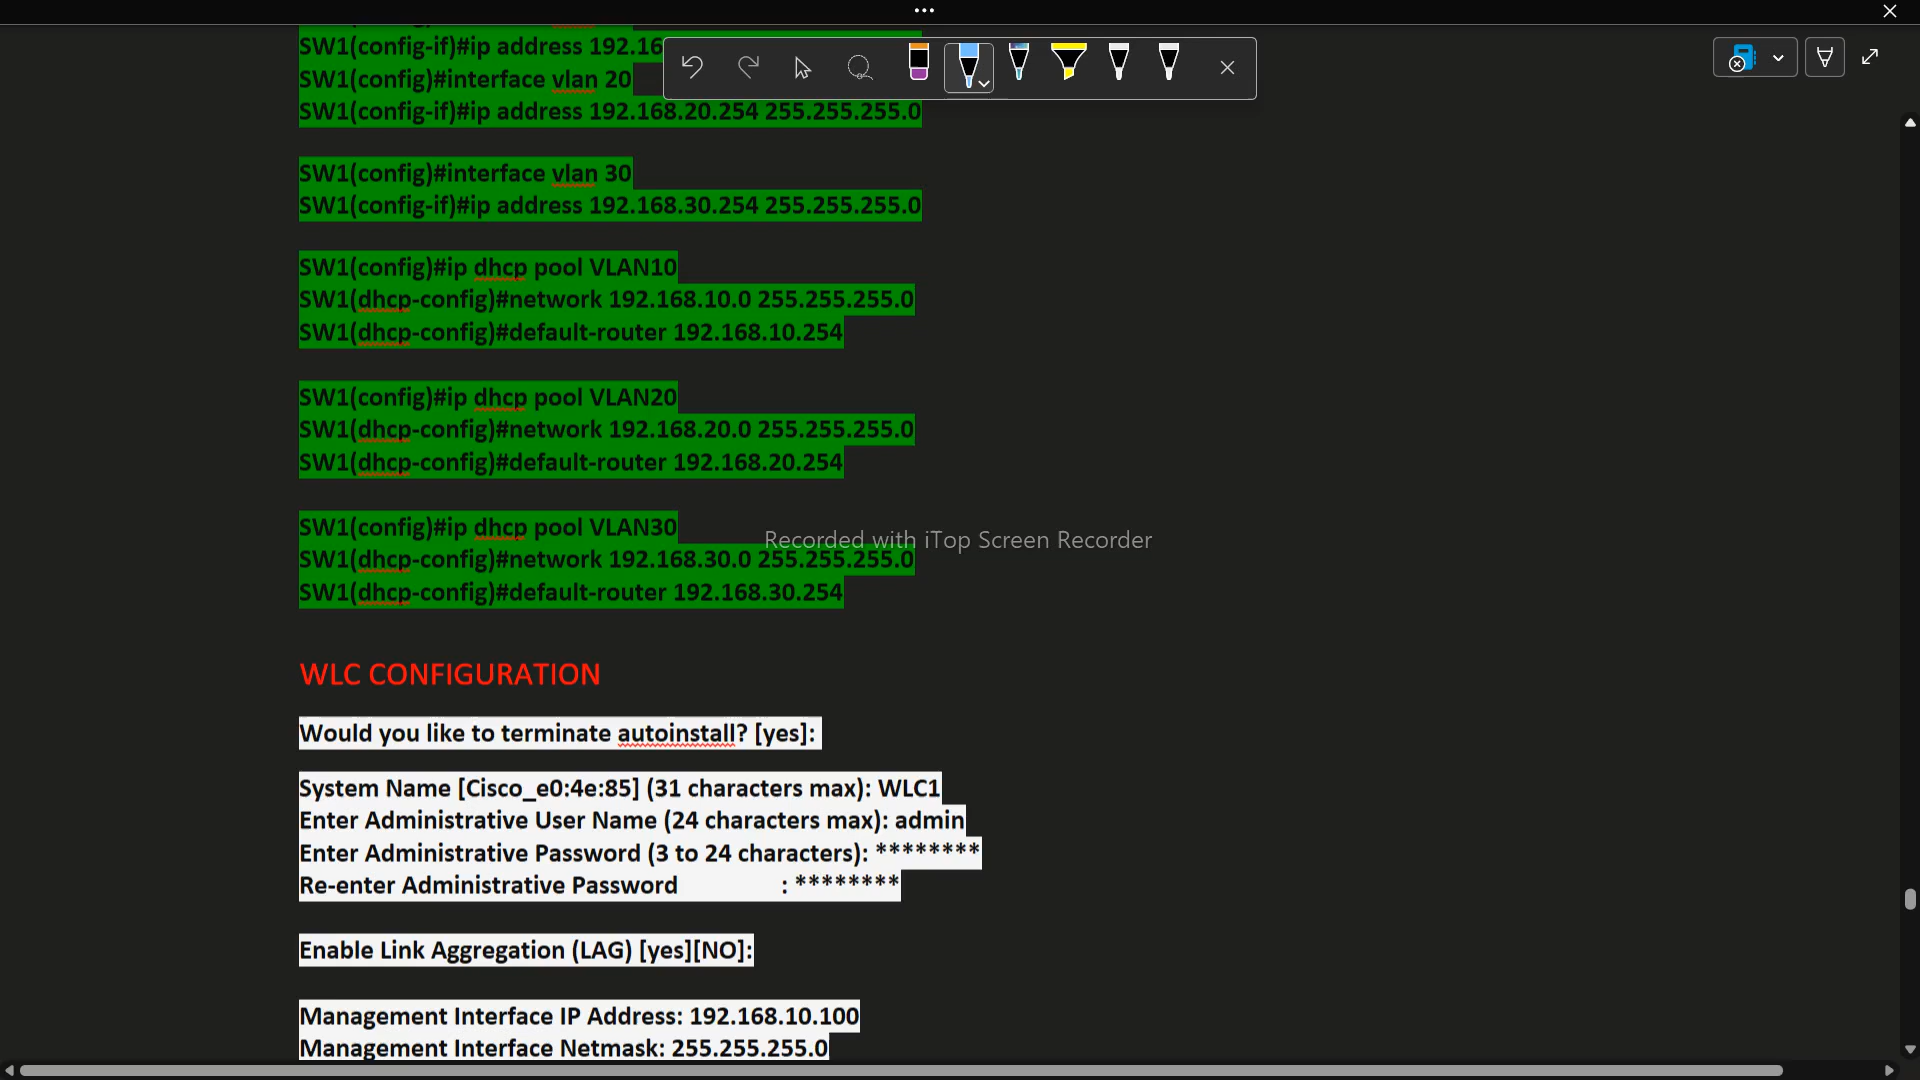 SW1(config-if)#ip address 192.16
SW1(config)#interface vlan 20
SW1(config-if)#ip address 192.168.20.254 255.255.255.0
SW1(config)#interface vlan 30
SW1(config-if)#ip address 192.168.30.254 255.255.255.0
SW1(config)#ip dhcp pool VLAN10
SW1(dhcp-config)#network 192.168.10.0 255.255.255.0
SW1(dhcp-config)#default-router 192.168.10.254
SW1(config)#ip dhcp pool VLAN20
SW1(dhcp-config)#network 192.168.20.0 255.255.255.0
SW1(dhcp-config)#default-router 192.168.20.254
SW1(config)#ip dhcp pool VLAN30
Recorded with iTop Screen Recorder
SW1(dhcp-config)#network 192.168.30.0 255.255.255.0
SW1(dhcp-config)#default-router 192.168.30.254
WLC CONFIGURATION
Would you like to terminate autoinstall? [yes]:
System Name [Cisco_e0:4e:85] (31 characters max): WLC1
Enter Administrative User Name (24 characters max): admin
Enter Administrative Password (3 to 24 characters): ********
Re-enter Administrative Password : ********
Enable Link Aggregation (LAG) [yes][NO]:
Management Interface IP Address: 192.168.10.100
Management Interface Netmask: 255.255.255.0